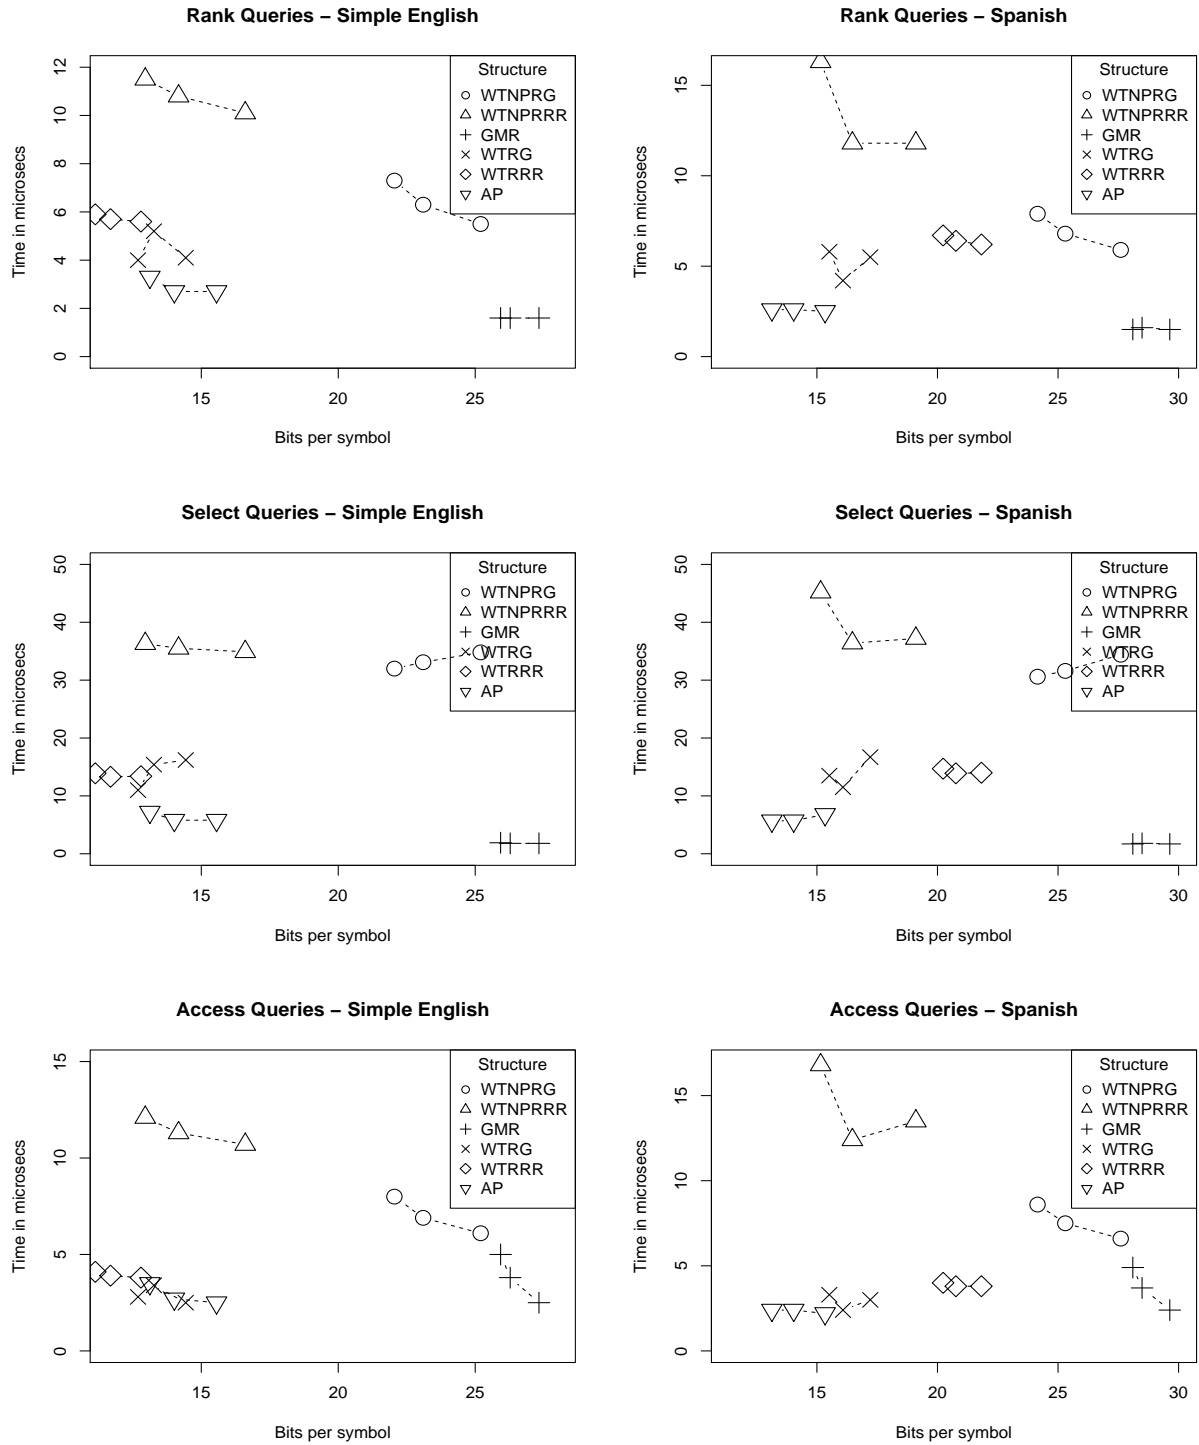 Rank Queries – Simple English
Time in microsecs
0 2 4 6 8 10 12
15 20 25
Bits per symbol
Structure
WTNPRG
WTNPRRR
GMR
WTRG
WTRRR
AP
Rank Queries – Spanish
Time in microsecs
0 5 10 15
15 20 25 30
Bits per symbol
Structure
WTNPRG
WTNPRRR
GMR
WTRG
WTRRR
AP
Select Queries – Simple English
Time in microsecs
0 10 20 30 40 50
15 20 25
Bits per symbol
Structure
WTNPRG
WTNPRRR
GMR
WTRG
WTRRR
AP
Select Queries – Spanish
Time in microsecs
0 10 20 30 40 50
15 20 25 30
Bits per symbol
Structure
WTNPRG
WTNPRRR
GMR
WTRG
WTRRR
AP
Access Queries – Simple English
Time in microsecs
0 5 10 15
15 20 25
Bits per symbol
Structure
WTNPRG
WTNPRRR
GMR
WTRG
WTRRR
AP
Access Queries – Spanish
Time in microsecs
0 5 10 15
15 20 25 30
Bits per symbol
Structure
WTNPRG
WTNPRRR
GMR
WTRG
WTRRR
AP